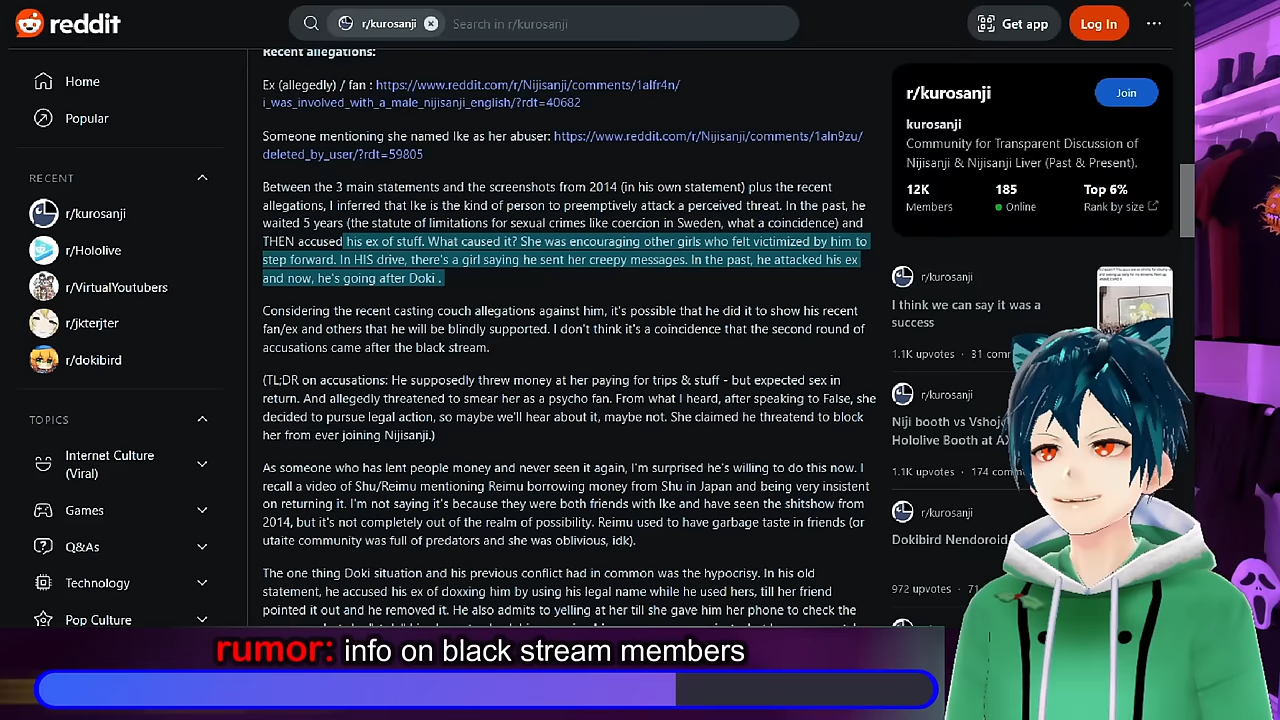 reddit
r/kurosanji
Search in r/kurosanji
Get app
Log In
Home
Popular
RECENT
r/kurosanji
r/Hololive
r/VirtualYoutubers
r/jkterjter
r/dokibird
TOPICS
Internet Culture
(Viral)
Games
Q&As
Technology
Pop Culture
Recent allegations:
Ex (allegedly) / fan : https://www.reddit.com/r/Nijisanji/comments/1alfr4n/
i_was_involved_with_a_male_nijisanji_english/?rdt=40682
Someone mentioning she named Ike as her abuser: https://www.reddit.com/r/Nijisanji/comments/1aln9zu/
deleted_by_user/?rdt=59805
Between the 3 main statements and the screenshots from 2014 (in his own statement) plus the recent
allegations, I inferred that Ike is the kind of person to preemptively attack a perceived threat. In the past, he
waited 5 years (the statute of limitations for sexual crimes like coercion in Sweden, what a coincidence) and
THEN accused his ex of stuff. What caused it? She was encouraging other girls who felt victimized by him to
step forward. In HIS drive, there's a girl saying he sent her creepy messages. In the past, he attacked his ex
and now, he's going after Doki .
Considering the recent casting couch allegations against him, it's possible that he did it to show his recent
fan/ex and others that he will be blindly supported. I don't think it's a coincidence that the second round of
accusations came after the black stream.
(TL;DR on accusations: He supposedly threw money at her paying for trips & stuff - but expected sex in
return. And allegedly threatened to smear her as a psycho fan. From what I heard, after speaking to False, she
decided to pursue legal action, so maybe we'll hear about it, maybe not. She claimed he threatend to block
her from ever joining Nijisanji.)
As someone who has lent people money and never seen it again, I'm surprised he's willing to do this now. I
recall a video of Shu/Reimu mentioning Reimu borrowing money from Shu in Japan and being very insistent
on returning it. I'm not saying it's because they were both friends with Ike and have seen the shitshow from
2014, but it's not completely out of the realm of possibility. Reimu used to have garbage taste in friends (or
utaite community was full of predators and she was oblivious, idk).
The one thing Doki situation and his previous conflict had in common was the hypocrisy. In his old
statement, he accused his ex of doxxing him by using his legal name while he used hers, till her friend
pointed it out and he removed it. He also admits to yelling at her till she gave him her phone to check the
r/kurosanji
Join
kurosanji
Community for Transparent Discussion of
Nijisanji & Nijisanji Liver (Past & Present).
12K
185
Top 6%
Members
Online
Rank by size
r/kurosanji
I think we can say it was a
success
1.1K upvotes · 31 comm
r/kurosanji
Niji booth vs Vshoj
Hololive Booth at AX
1.1K upvotes · 174 comm
r/kurosanji
Dokibird Nendoroid
972 upvotes · 71
r/kurosanji
rumor: info on black stream members